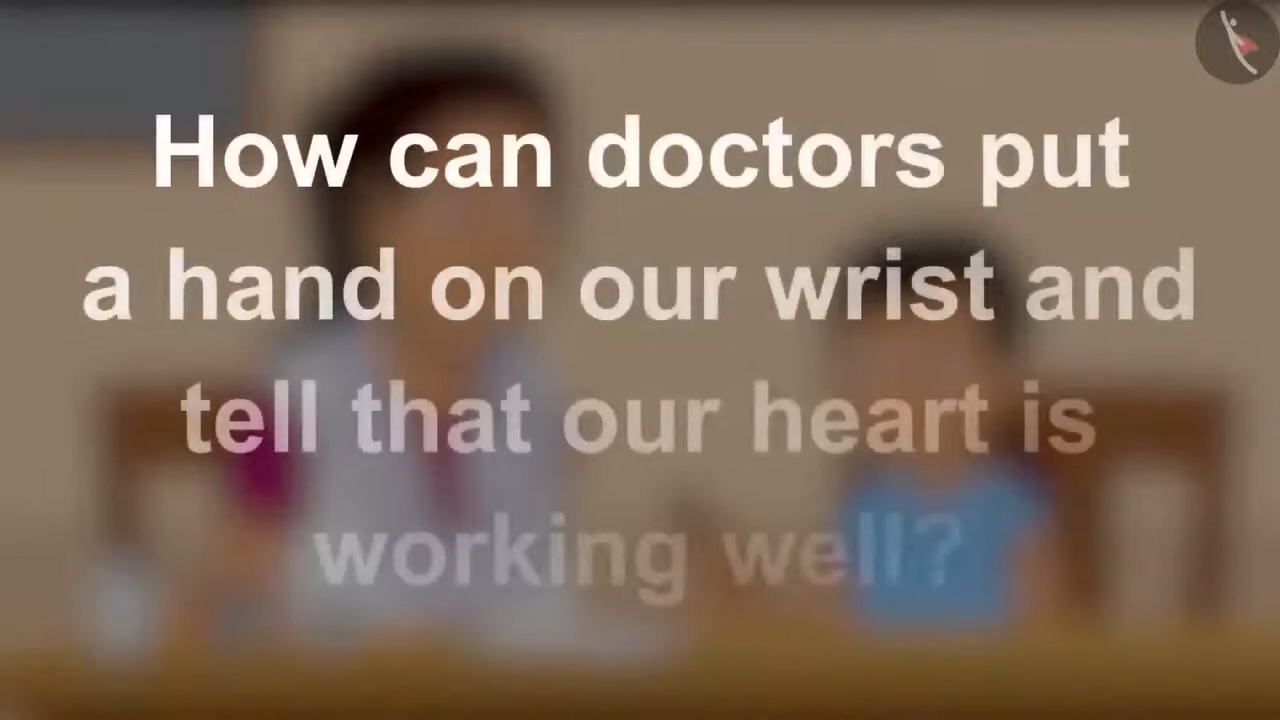 How can doctors put
a hand on our wrist and
tell that our heart is
working well?